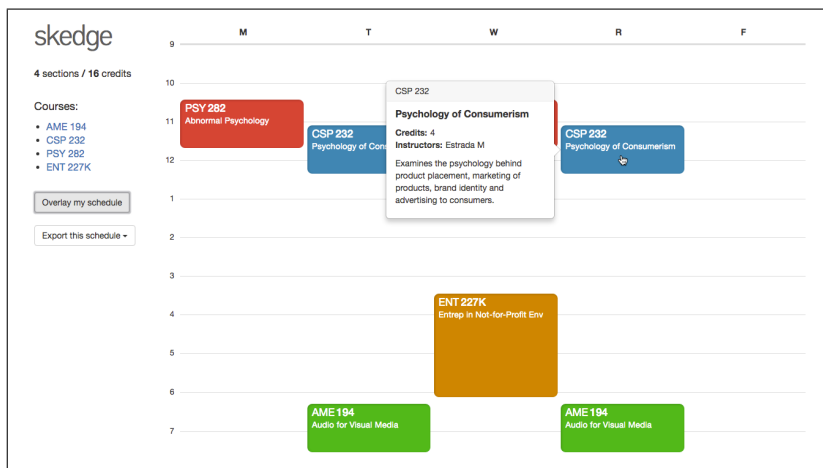 skedge
4 sections / 16 credits
Courses:
• AME 194
• CSP 232
• PSY 282
• ENT 227K
Overlay my schedule
Export this schedule
M T W R F
9
10
11
12
1
2
3
4
5
6
7
PSY 282
Abnormal Psychology
CSP 232
Psychology of Con
CSP 232
Psychology of Consumerism
Credits: 4
Instructors: Estrada M
Examines the psychology behind
product placement, marketing of
products, brand identity and
advertising to consumers.
CSP 232
Psychology of Consumerism
ENT 227K
Entrep in Not-for-Profit Env
AME 194
Audio for Visual Media
AME 194
Audio for Visual Media